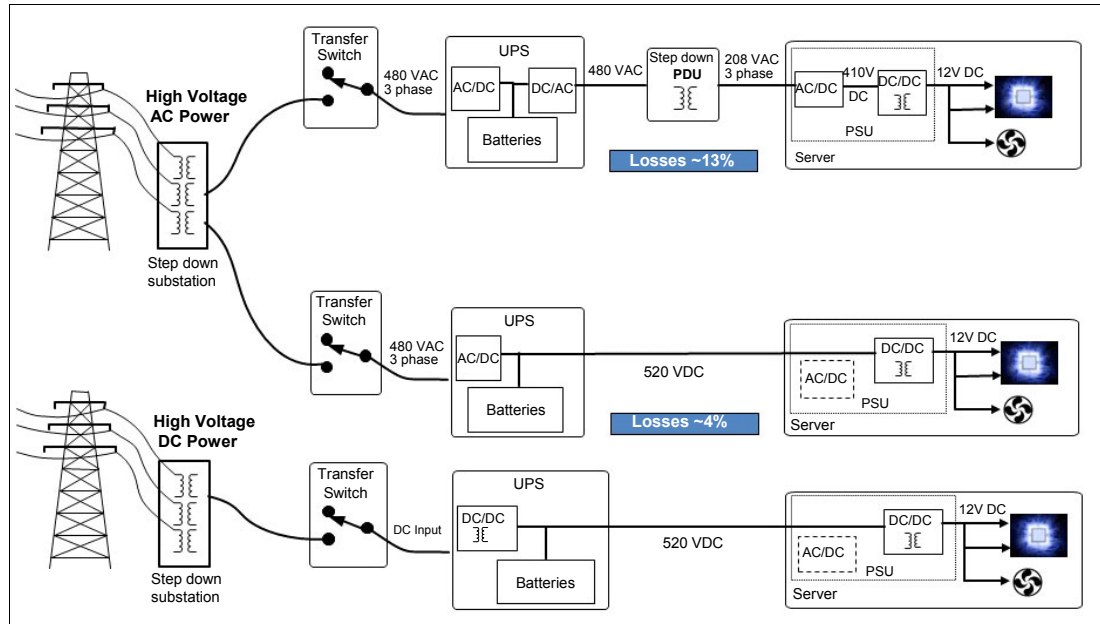 Transfer
Switch
480 VAC
3 phase
UPS
AC/DC
DC/AC
Batteries
480 VAC
Step down
PDU
208 VAC
3 phase
AC/DC
410V
DC
DC/DC
12V DC
PSU
Server
Losses ~13%
High Voltage
AC Power
Step down
substation
Transfer
Switch
480 VAC
3 phase
UPS
AC/DC
Batteries
520 VDC
Losses ~4%
AC/DC
DC/DC
12V DC
PSU
Server
High Voltage
DC Power
Step down
substation
Transfer
Switch
DC Input
UPS
DC/DC
Batteries
520 VDC
AC/DC
DC/DC
12V DC
PSU
Server